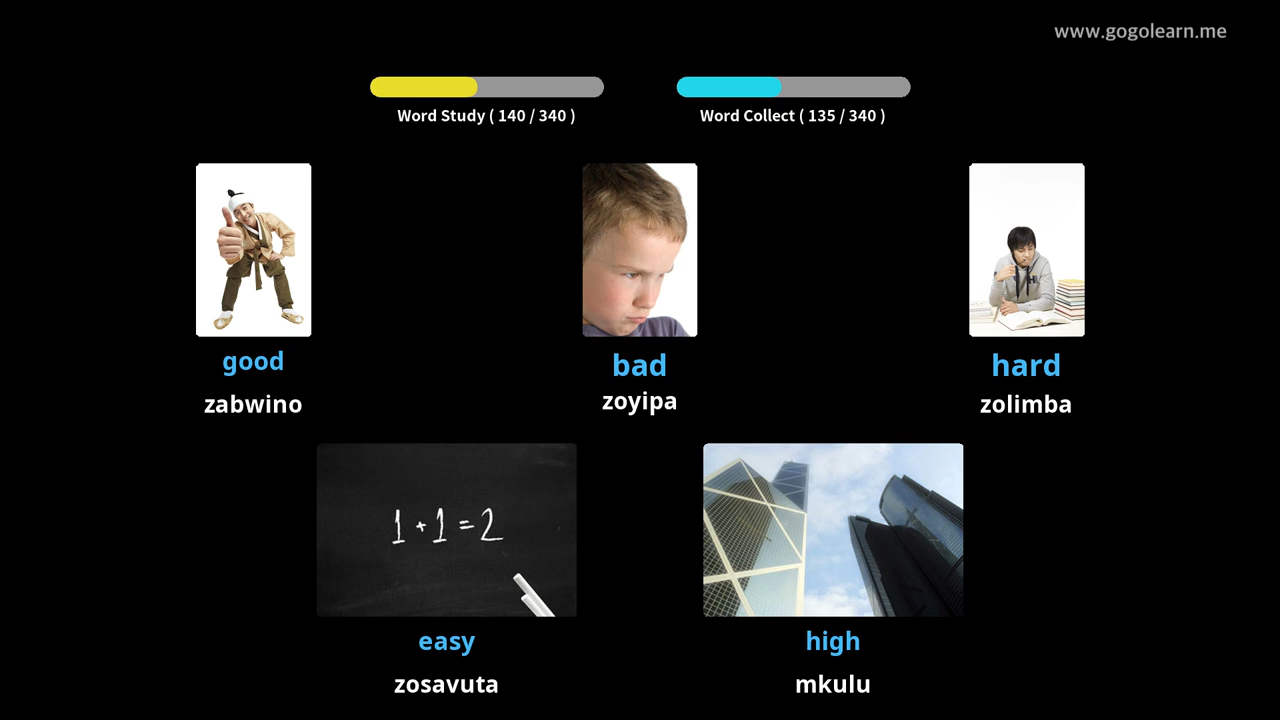 www.gogolearn.me
Word Study ( 140 / 340 )
Word Collect ( 135 / 340 )
good
zabwino
bad
zoyipa
hard
zolimba
1 + 1 = 2
easy
zosavuta
high
mkulu